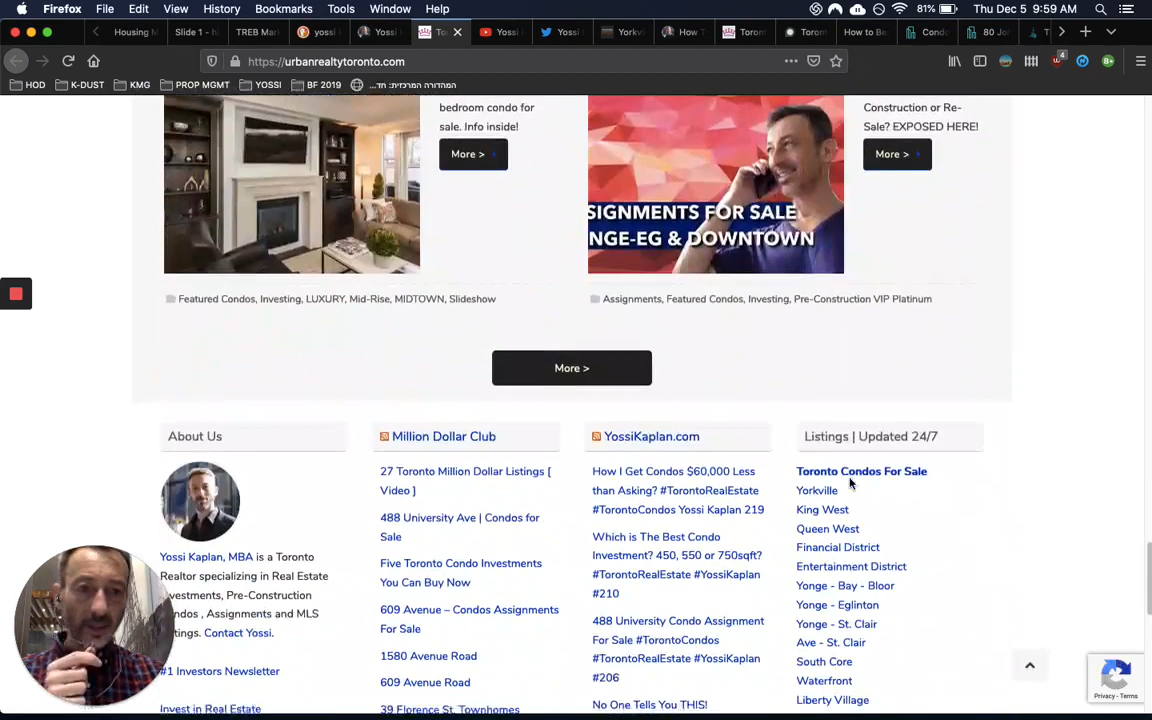 Firefox File Edit View History Bookmarks Tools Window Help 81% Thu Dec 5 9:59 AM
Housing M Slide 1 - h TREB Mark yossi Yossi To Yossi Yossi Yorkv How T Toron Toron How to Be Condo 80 Jol T
https://urbanrealtytoronto.com
HOD K-DUST KMG PROP MGMT YOSSI BF 2019 המהדורה המרכזית: חד...
4
B+
bedroom condo for
sale. Info inside!
More >
Construction or Re-
Sale? EXPOSED HERE!
More >
SIGNMENTS FOR SALE
NGE-EG & DOWNTOWN
Featured Condos, Investing, LUXURY, Mid-Rise, MIDTOWN, Slideshow
Assignments, Featured Condos, Investing, Pre-Construction VIP Platinum
More >
About Us
Yossi Kaplan, MBA is a Toronto
Realtor specializing in Real Estate
nvestments, Pre-Construction
ondos , Assignments and MLS
tings. Contact Yossi.
#1 Investors Newsletter
Invest in Real Estate
Million Dollar Club
27 Toronto Million Dollar Listings [
Video ]
488 University Ave | Condos for
Sale
Five Toronto Condo Investments
You Can Buy Now
609 Avenue – Condos Assignments
For Sale
1580 Avenue Road
609 Avenue Road
39 Florence St. Townhomes
YossiKaplan.com
How I Get Condos $60,000 Less
than Asking? #TorontoRealEstate
#TorontoCondos Yossi Kaplan 219
Which is The Best Condo
Investment? 450, 550 or 750sqft?
#TorontoRealEstate #YossiKaplan
#210
488 University Condo Assignment
For Sale #TorontoCondos
#TorontoRealEstate #YossiKaplan
#206
No One Tells You THIS!
Listings | Updated 24/7
Toronto Condos For Sale
Yorkville
King West
Queen West
Financial District
Entertainment District
Yonge - Bay - Bloor
Yonge - Eglinton
Yonge - St. Clair
Ave - St. Clair
South Core
Waterfront
Liberty Village
Privacy - Terms